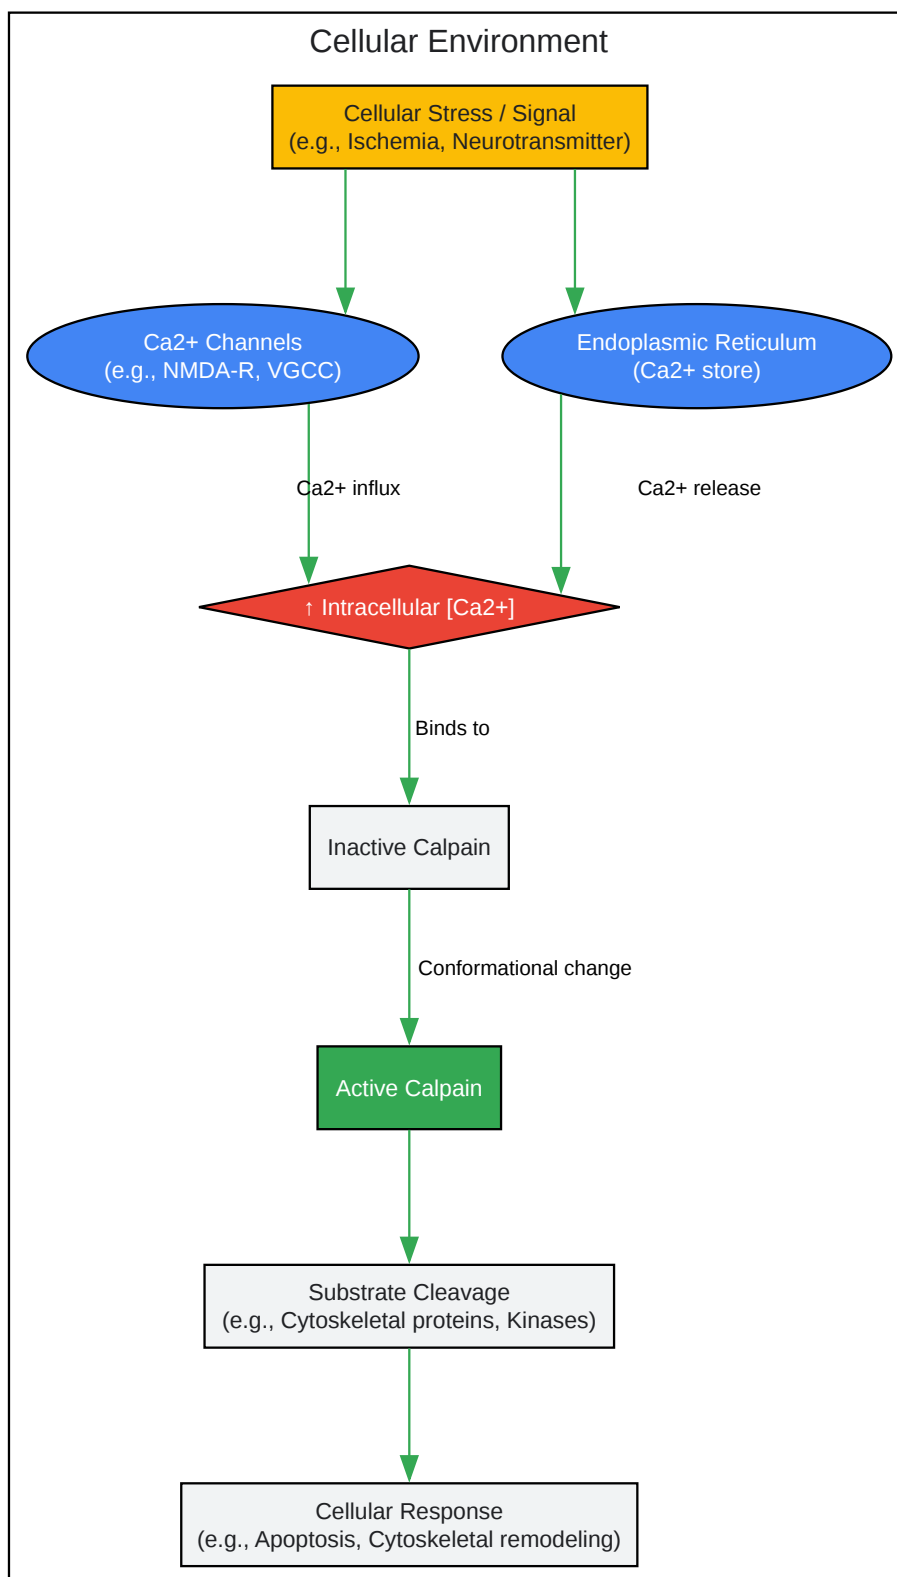 Cellular Environment
Cellular Stress / Signal
(e.g., Ischemia, Neurotransmitter)
Ca2+ Channels
(e.g., NMDA-R, VGCC)
Endoplasmic Reticulum
(Ca2+ store)
Ca2+ influx
Ca2+ release
↑ Intracellular [Ca2+]
Binds to
Inactive Calpain
Conformational change
Active Calpain
Substrate Cleavage
(e.g., Cytoskeletal proteins, Kinases)
Cellular Response
(e.g., Apoptosis, Cytoskeletal remodeling)